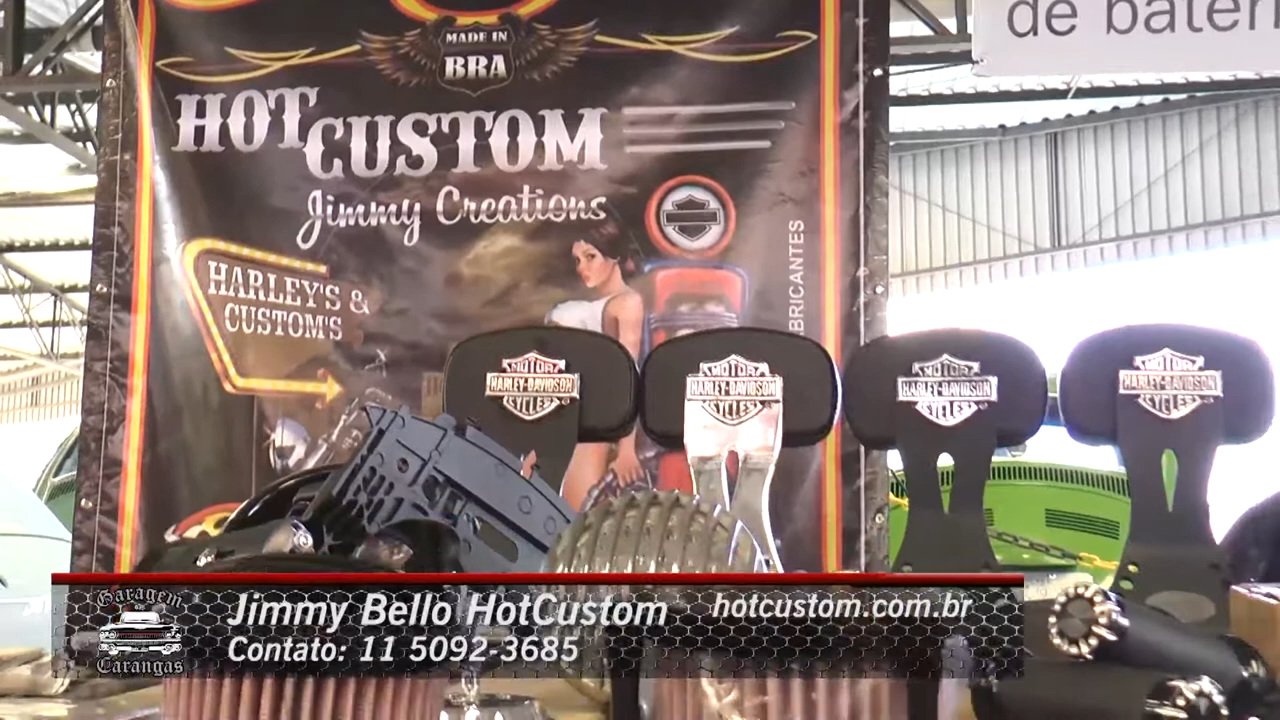 de bater
MADE IN
BRA
HOT CUSTOM
Jimmy Creations
HARLEY'S &
CUSTOM'S
BRICANTES
MOTOR
HARLEY-DAVIDSON
CYCLES
MOTOR
HARLEY-DAVIDSON
CYCLES
MOTOR
HARLEY-DAVIDSON
CYCLES
MOTOR
HARLEY-DAVIDSON
CYCLES
Garagem
Carangas
Jimmy Bello HotCustom
hotcustom.com.br
Contato: 11 5092-3685